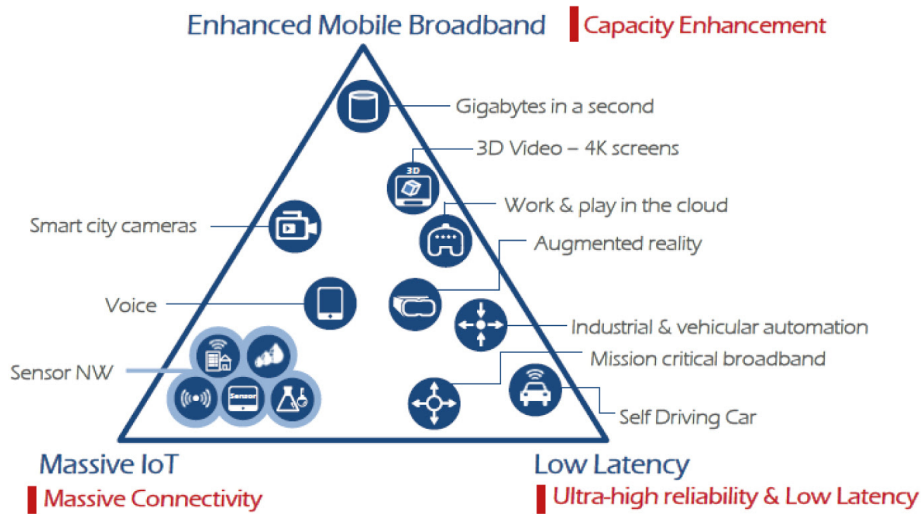 Enhanced Mobile Broadband
Capacity Enhancement
Gigabytes in a second
3D Video – 4K screens
3D
Work & play in the cloud
Smart city cameras
Augmented reality
Voice
Industrial & vehicular automation
Mission critical broadband
Sensor NW
Sensor
Self Driving Car
Massive IoT
Low Latency
Massive Connectivity
Ultra-high reliability & Low Latency